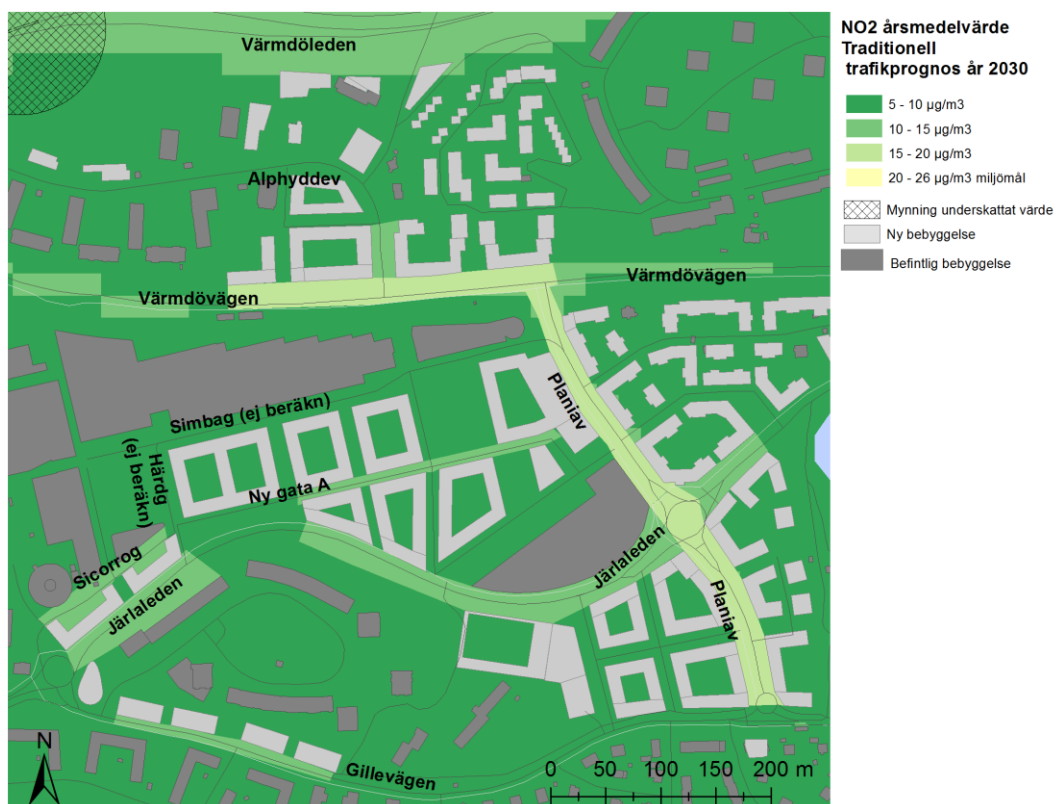 NO2 årsmedelvärde
Traditionell
trafikprognos år 2030
5 - 10 µg/m3
10 - 15 µg/m3
15 - 20 µg/m3
20 - 26 µg/m3 miljömål
Mynning underskattat värde
Ny bebyggelse
Befintlig bebyggelse
Värmdöleden
Alphyddev
Värmdövägen
Värmdövägen
Planiav
Simbag (ej beräkn)
Härdg
(ej beräkn)
Ny gata A
Sicorrog
Järlaleden
Järlaleden
Planiav
Gillevägen
N
0 50 100 150 200 m